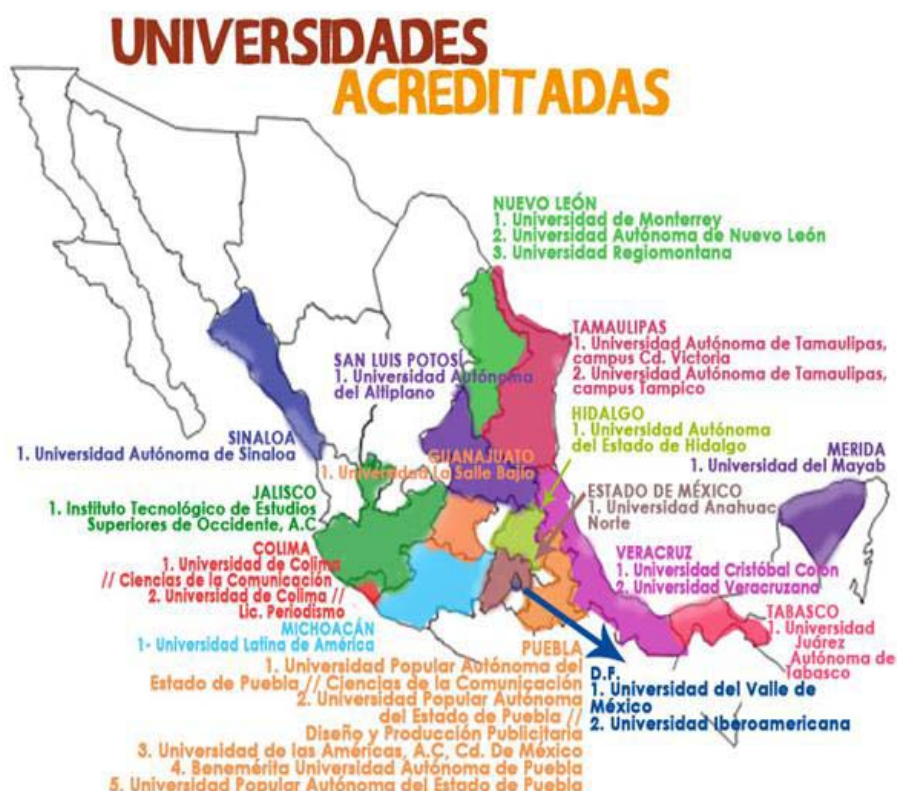 UNIVERSIDADES
ACREDITADAS
NUEVO LEÓN
1. Universidad de Monterrey
2. Universidad Autónoma de Nuevo León
3. Universidad Regiomontana
TAMAULIPAS
1. Universidad Autónoma de Tamaulipas,
campus Cd. Victoria
2. Universidad Autónoma de Tamaulipas,
campus Tampico
SAN LUIS POTOSÍ
1. Universidad Autónoma
del Altiplano
HIDALGO
1. Universidad Autónoma
del Estado de Hidalgo
SINALOA
1. Universidad Autónoma de Sinaloa
GUANAJUATO
1. Universidad La Salle Bajío
MERIDA
1. Universidad del Mayab
JALISCO
1. Instituto Tecnológico de Estudios
Superiores de Occidente, A.C
ESTADO DE MÉXICO
1. Universidad Anahuac
Norte
COLIMA
1. Universidad de Colima
// Ciencias de la Comunicación
2. Universidad de Colima //
Lic. Periodismo
VERACRUZ
1. Universidad Cristóbal Colón
2. Universidad Veracruzana
MICHOACÁN
1- Universidad Latina de América
TABASCO
1. Universidad
Juárez
Autónoma de
Tabasco
PUEBLA
1. Universidad Popular Autónoma del
Estado de Puebla // Ciencias de la Comunicación
2. Universidad Popular Autónoma
del Estado de Puebla //
Diseño y Producción Publicitaria
3. Universidad de las Américas, A.C, Cd. De México
4. Benemérita Universidad Autónoma de Puebla
5. Universidad Popular Autónoma del Estado de Puebla
D.F.
1. Universidad del Valle de
México
2. Universidad Iberoamericana